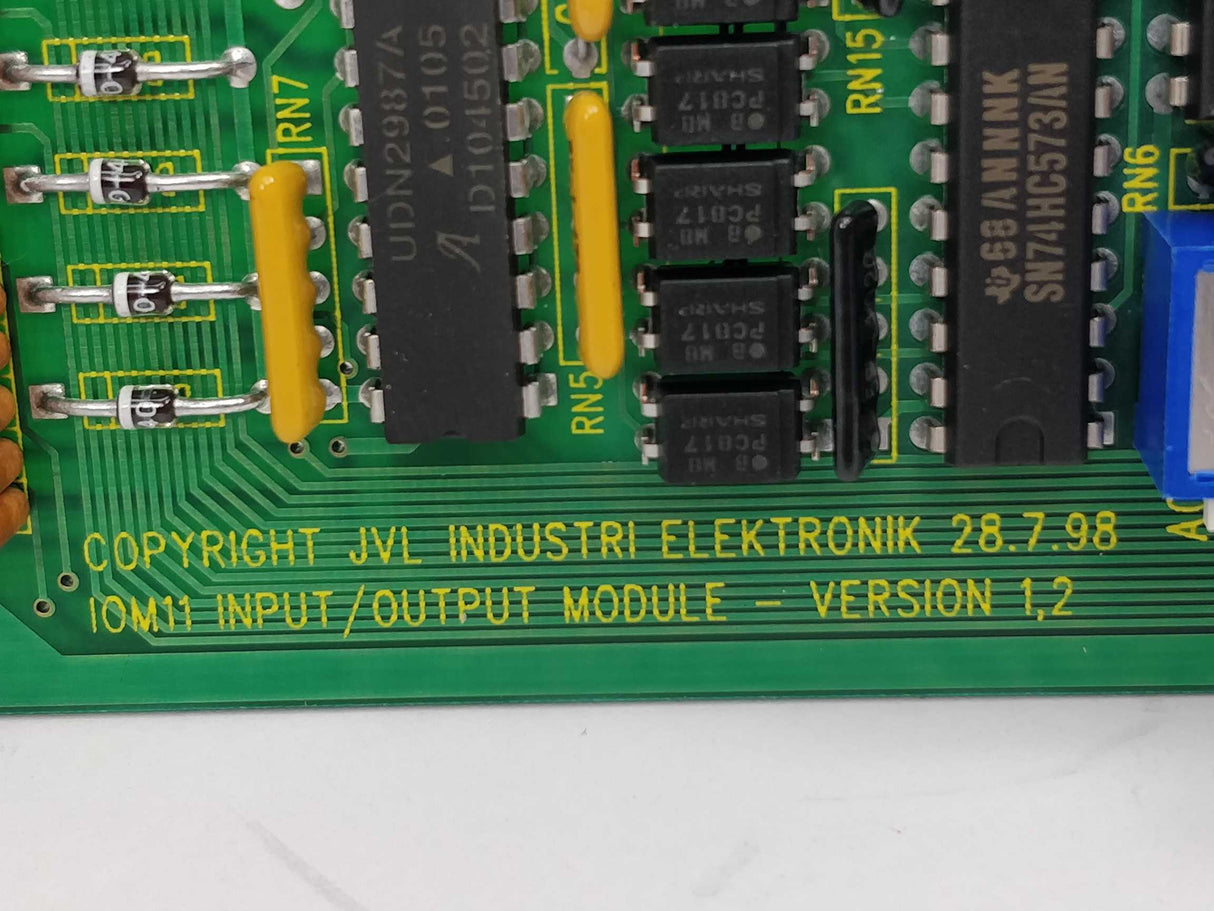 RN7
UDN2987A
0105
1D104502
RN5
SHARP
PC817
SHARP
PC817
SHARP
PC817
SHARP
PC817
RN15
68ANNNK
SN74HC573AN
RN6
COPYRIGHT JVL INDUSTRI ELEKTRONIK 28.7.98
IOM11 INPUT/OUTPUT MODULE - VERSION 1,2